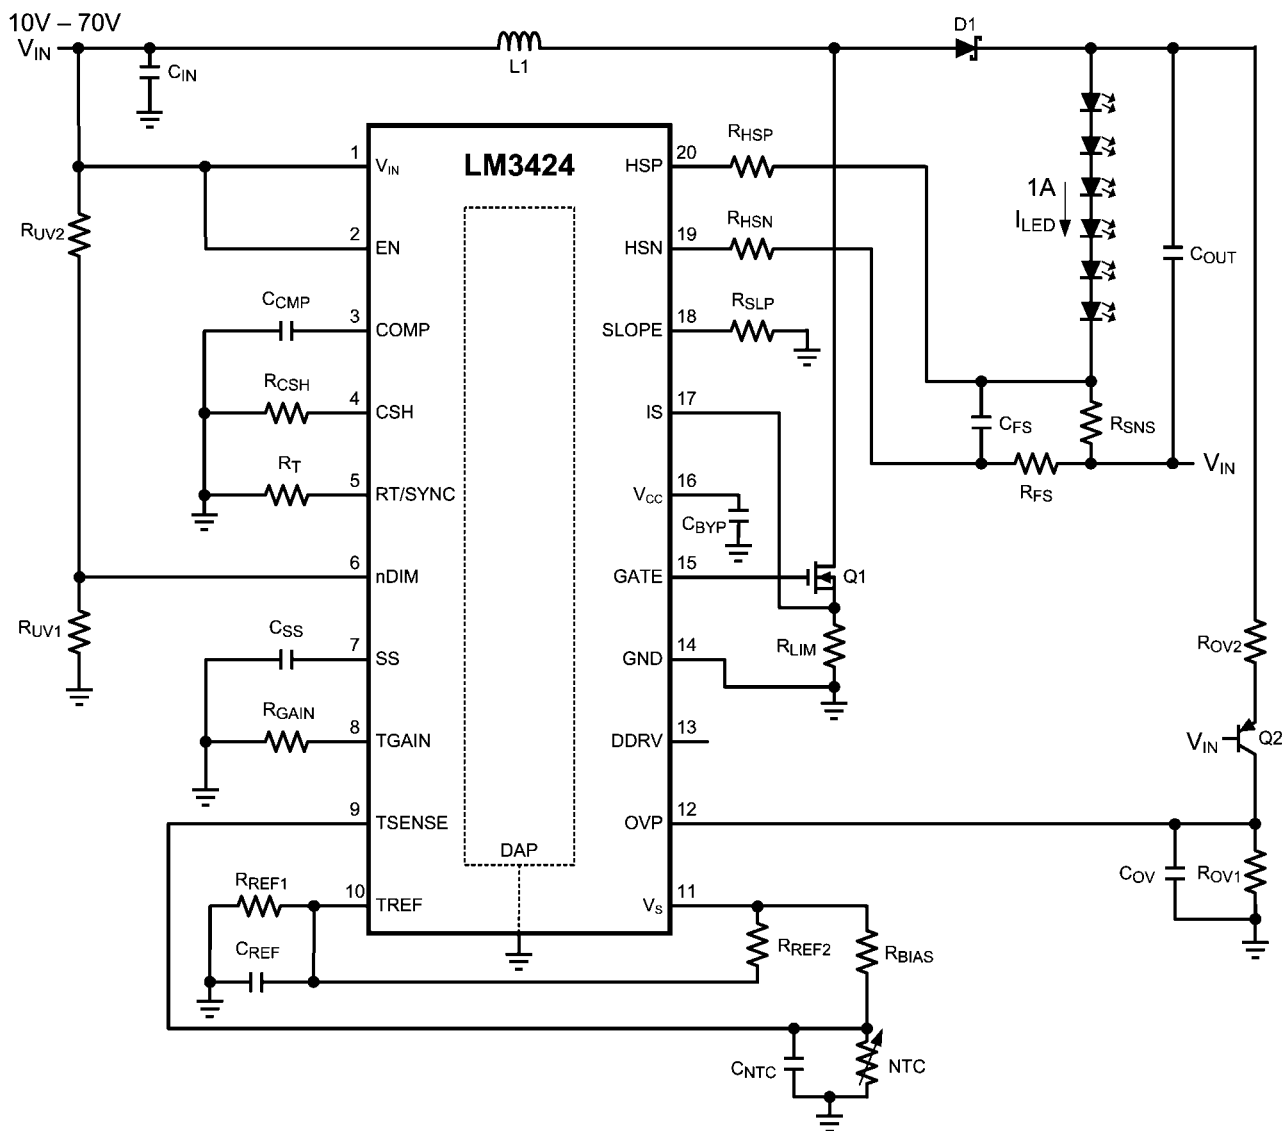 10V – 70V
VIN
CIN
L1
D1
LM3424
1
VIN
2
EN
3
COMP
4
CSH
5
RT/SYNC
6
nDIM
7
SS
8
TGAIN
9
TSENSE
10
TREF
DAP
20
HSP
19
HSN
18
SLOPE
17
IS
16
VCC
15
GATE
14
GND
13
DDRV
12
OVP
11
VS
RUV2
RUV1
CCMP
RCSH
RT
CSS
RGAIN
RREF1
CREF
RHSP
RHSN
RSLP
CBYP
Q1
RLIM
1A
ILED
COUT
CFS
RSNS
RFS
VIN
ROV2
VIN
Q2
COV
ROV1
RREF2
RBIAS
CNTC
NTC